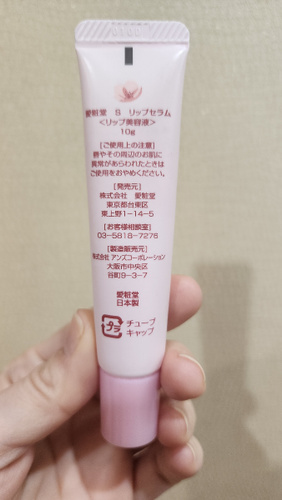 愛粧堂 S リップセラム
<リップ美容液>
10g
[ご使用上の注意]
唇やその周辺のお肌に
異常があらわれたときは
ご使用をおやめください。
[発売元]
株式会社 愛粧堂
東京都台東区
東上野1-14-5
[お客様相談室]
03-5818-7276
[製造販売元]
株式会社 アンズコーポレーション
大阪市中央区
谷町9-3-7
愛粧堂
日本製
プラ
チューブ
キャップ